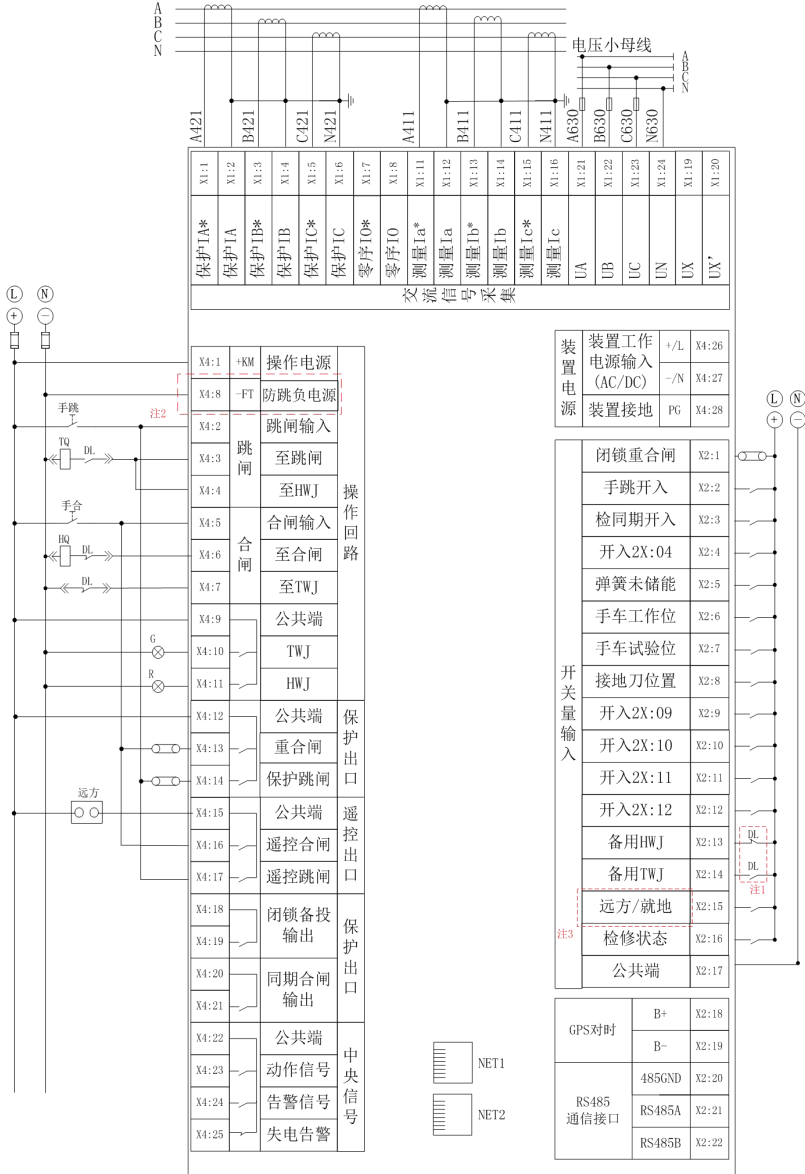 A
B
C
N
电压小母线
A
B
C
N
A421
B421
C421
N421
A411
B411
C411
N411
A630
B630
C630
N630
X1:1
X1:2
X1:3
X1:4
X1:5
X1:6
X1:7
X1:8
X1:11
X1:12
X1:13
X1:14
X1:15
X1:16
X1:21
X1:22
X1:23
X1:24
X1:19
X1:20
保护IA*
保护IA
保护IB*
保护IB
保护IC*
保护IC
零序IO*
零序IO
测量Ia*
测量Ia
测量Ib*
测量Ib
测量Ic*
测量Ic
UA
UB
UC
UN
UX
UX'
交流信号采集
L N
+ −
X4:1 +KM 操作电源
X4:8 -FT 防跳负电源
注2
手跳
X4:2 跳闸输入
TQ DL
X4:3 至跳闸
跳闸
X4:4 至HWJ
手合
X4:5 合闸输入
HQ DL
X4:6 至合闸
合闸
DL
X4:7 至TWJ
操作回路
X4:9 公共端
G
X4:10 TWJ
R
X4:11 HWJ
X4:12 公共端
X4:13 重合闸
X4:14 保护跳闸
保护出口
远方
X4:15 公共端
X4:16 遥控合闸
X4:17 遥控跳闸
遥控出口
X4:18
闭锁备投
输出
X4:19
X4:20
同期合闸
输出
X4:21
保护出口
X4:22 公共端
X4:23 动作信号
X4:24 告警信号
X4:25 失电告警
中央信号
NET1
NET2
装置电源
装置工作
电源输入
(AC/DC)
+/L X4:26
-/N X4:27
装置接地 PG X4:28
L N
+ −
开关量输入
闭锁重合闸 X2:1
手跳开入 X2:2
检同期开入 X2:3
开入2X:04 X2:4
弹簧未储能 X2:5
手车工作位 X2:6
手车试验位 X2:7
接地刀位置 X2:8
开入2X:09 X2:9
开入2X:10 X2:10
开入2X:11 X2:11
开入2X:12 X2:12
备用HWJ X2:13 DL
备用TWJ X2:14 DL
注1
远方/就地 X2:15
注3
检修状态 X2:16
公共端 X2:17
GPS对时
B+ X2:18
B- X2:19
RS485
通信接口
485GND X2:20
RS485A X2:21
RS485B X2:22